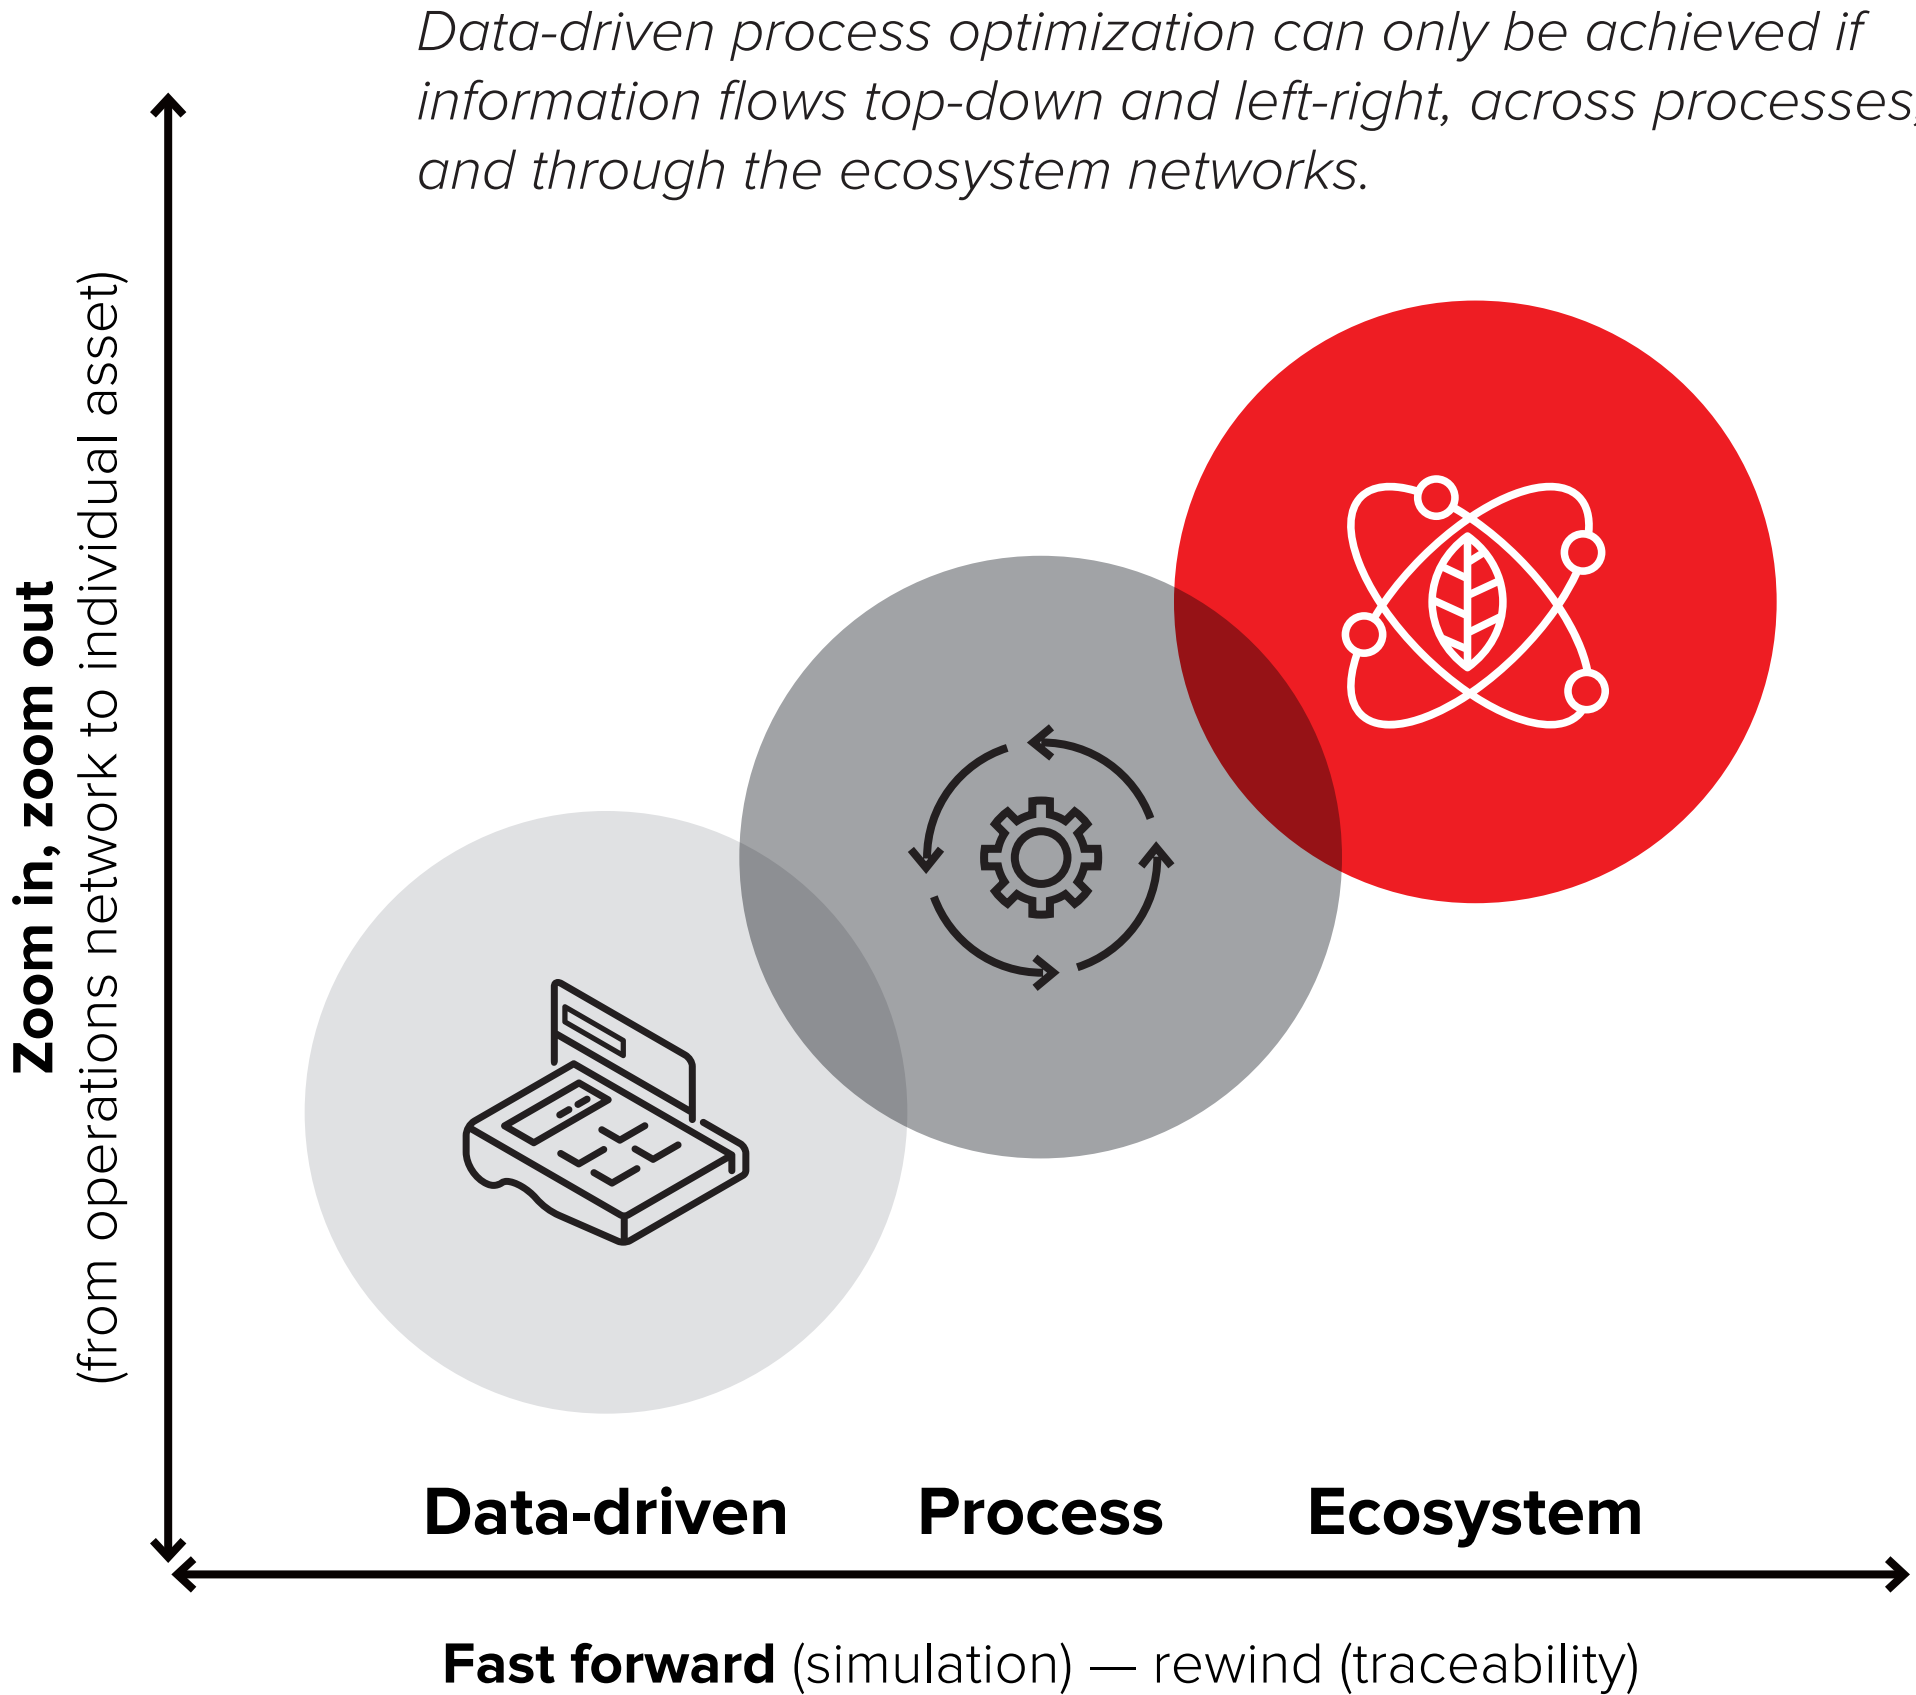 Data-driven process optimization can only be achieved if
information flows top-down and left-right, across processes,
and through the ecosystem networks.
Zoom in, zoom out
(from operations network to individual asset)
Data-driven
Process
Ecosystem
Fast forward (simulation) — rewind (traceability)